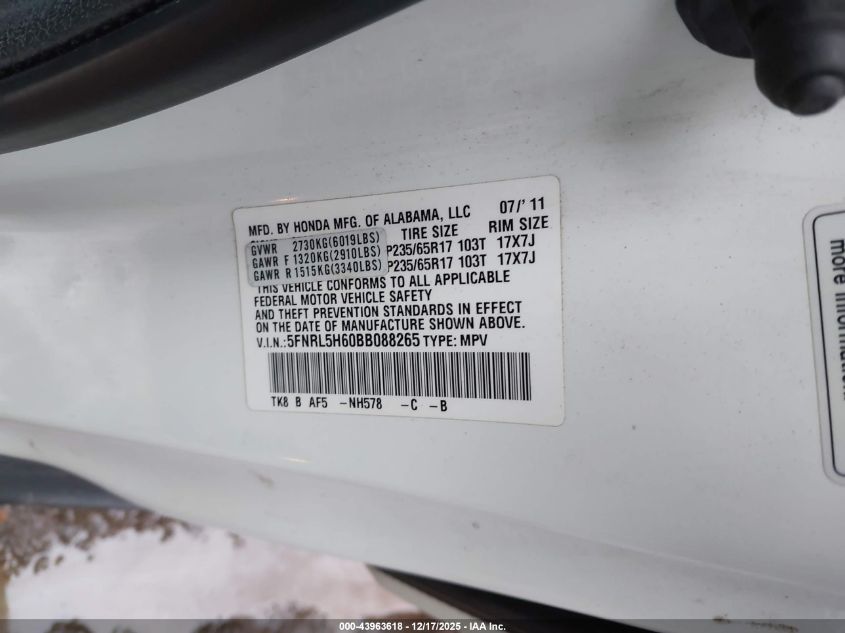 MFD. BY HONDA MFG. OF ALABAMA, LLC 07/' 11
TIRE SIZE RIM SIZE
GVWR 2730KG(6019LBS)
GAWR F 1320KG(2910LBS) P235/65R17 103T 17X7J
GAWR R 1515KG(3340LBS) P235/65R17 103T 17X7J
THIS VEHICLE CONFORMS TO ALL APPLICABLE
FEDERAL MOTOR VEHICLE SAFETY
AND THEFT PREVENTION STANDARDS IN EFFECT
ON THE DATE OF MANUFACTURE SHOWN ABOVE.
V.I.N.:5FNRL5H60BB088265 TYPE: MPV
TK8 B AF5 -NH578 -C -B
more information
000-43963618 - 12/17/2025 - IAA Inc.